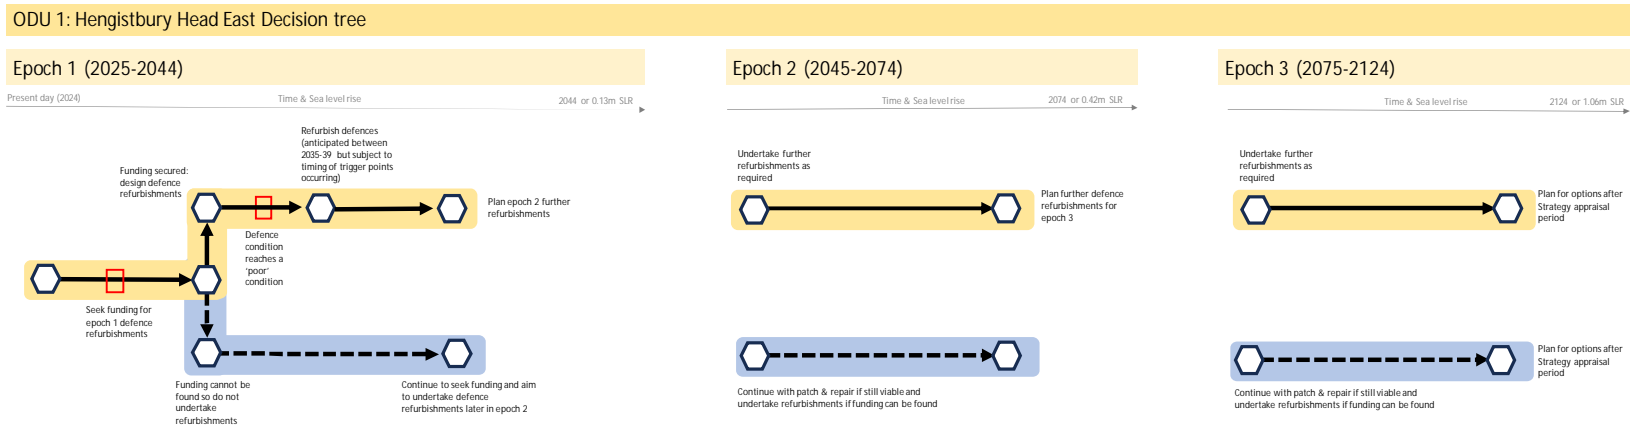 ODU 1: Hengistbury Head East Decision tree
Epoch 1 (2025-2044)
Present day (2024)
Time & Sea level rise
2044 or 0.13m SLR
Refurbish defences
(anticipated between
2035-39 but subject to
timing of trigger points
occurring)
Funding secured:
design defence
refurbishments
Plan epoch 2 further
refurbishments
Defence
condition
reaches a
'poor'
condition
Seek funding for
epoch 1 defence
refurbishments
Funding cannot be
found so do not
undertake
refurbishments
Continue to seek funding and aim
to undertake defence
refurbishments later in epoch 2
Epoch 2 (2045-2074)
Time & Sea level rise
2074 or 0.42m SLR
Undertake further
refurbishments as
required
Plan further defence
refurbishments for
epoch 3
Continue with patch & repair if still viable and
undertake refurbishments if funding can be found
Epoch 3 (2075-2124)
Time & Sea level rise
2124 or 1.06m SLR
Undertake further
refurbishments as
required
Plan for options after
Strategy appraisal
period
Plan for options after
Strategy appraisal
period
Continue with patch & repair if still viable and
undertake refurbishments if funding can be found